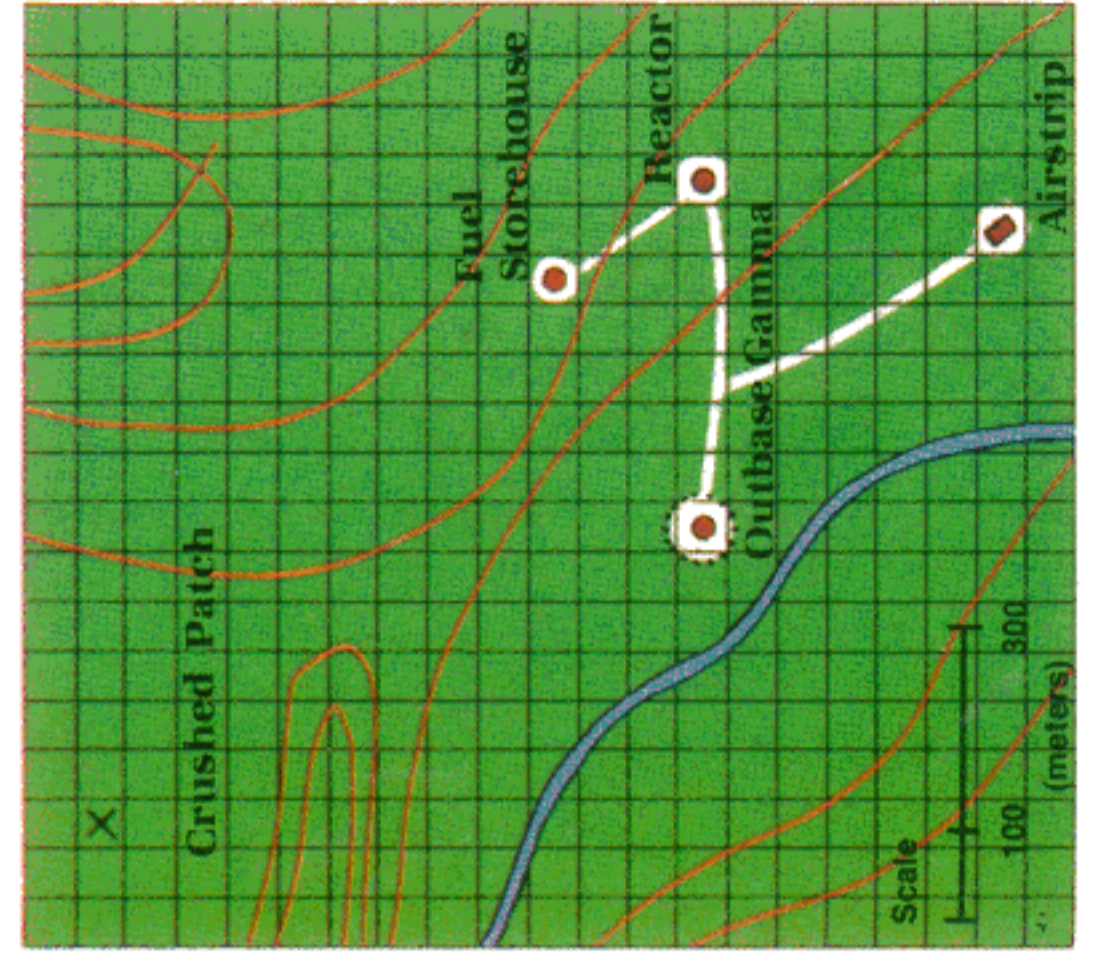 Crushed Patch
X
Fuel
Storehouse
Reactor
Outbase Gamma
Airstrip
Scale
100
300
(meters)